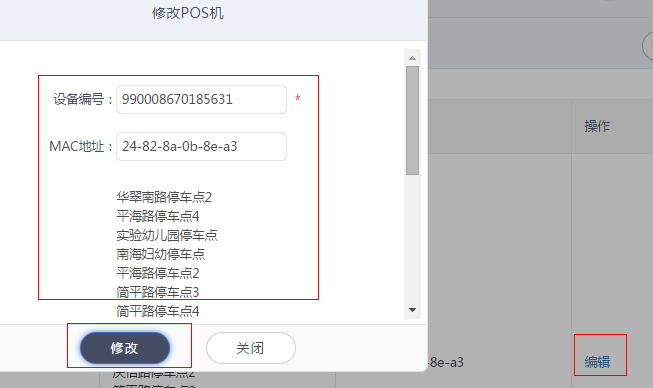 修改POS机
设备编号：
990008670185631
*
MAC地址：
24-82-8a-0b-8e-a3
华翠南路停车点2
平海路停车点4
实验幼儿园停车点
南海妇幼停车点
平海路停车点2
简平路停车点3
简平路停车点4
修改
关闭
操作
8e-a3
编辑